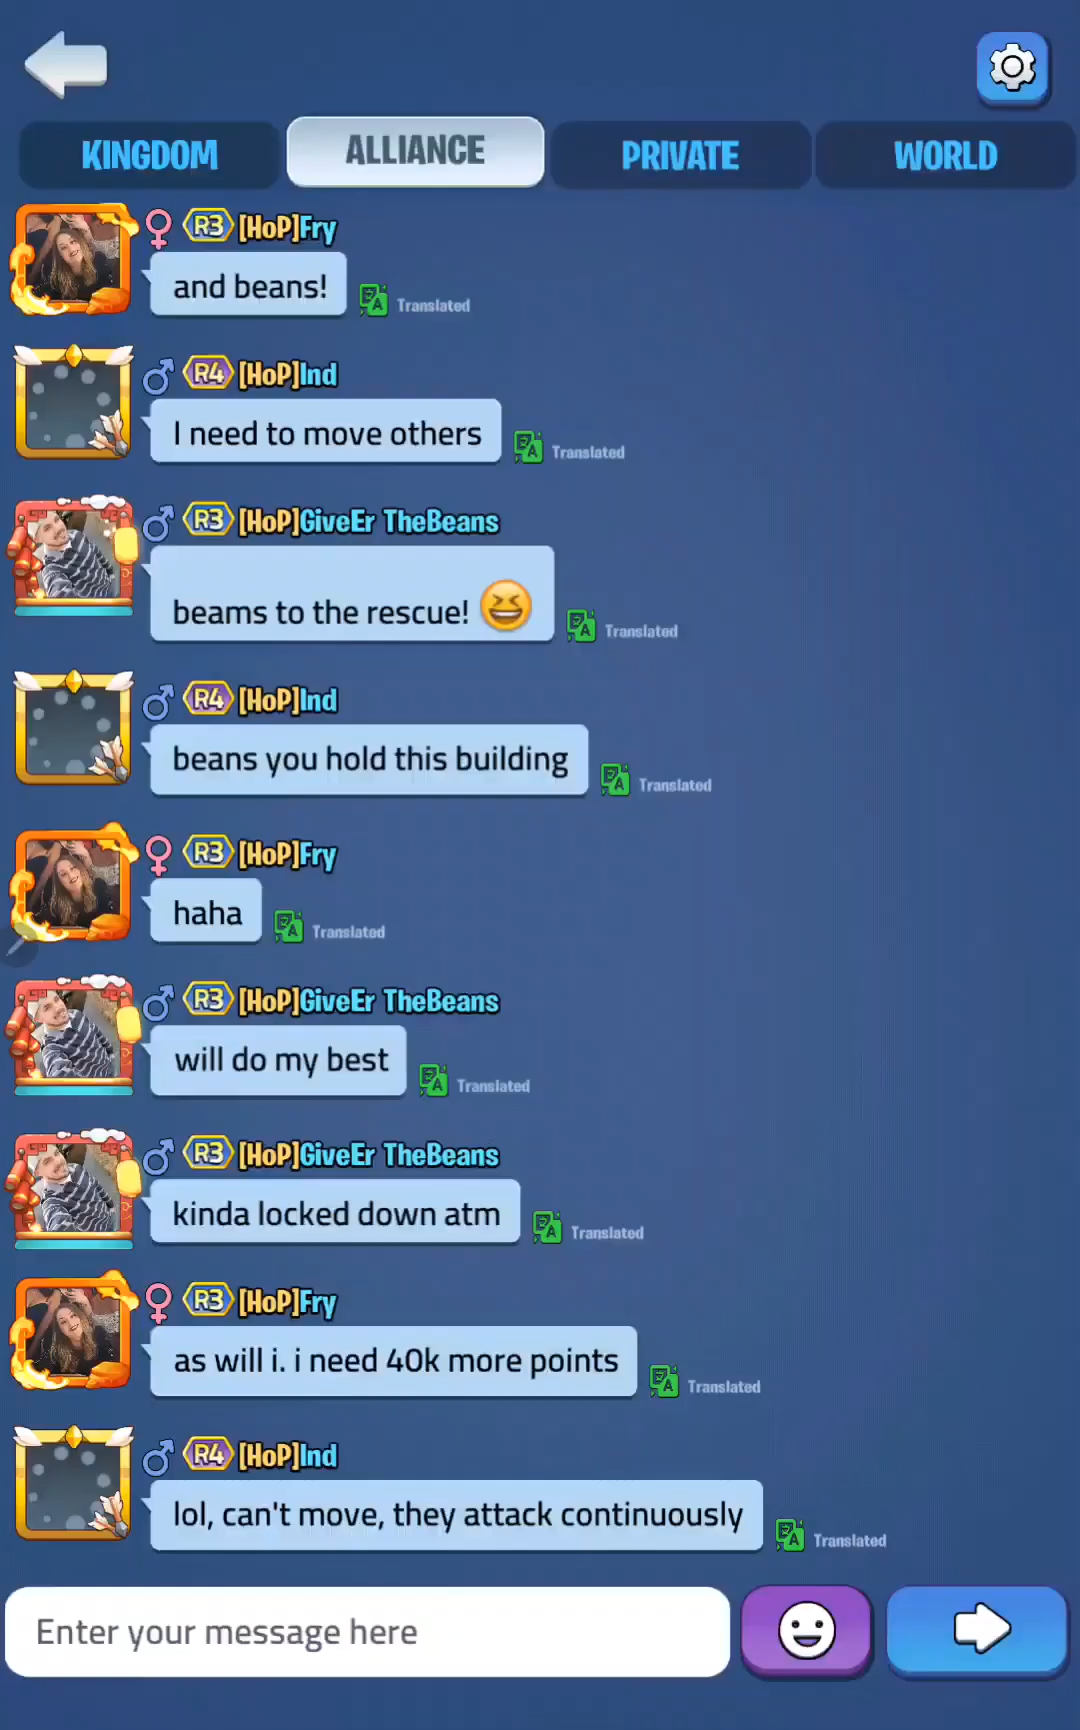 KINGDOM
ALLIANCE
PRIVATE
WORLD
R3 [HoP]Fry
and beans!
Translated
R4 [HoP]Ind
I need to move others
Translated
R3 [HoP]GiveEr TheBeans
beams to the rescue! 😆
Translated
R4 [HoP]Ind
beans you hold this building
Translated
R3 [HoP]Fry
haha
Translated
R3 [HoP]GiveEr TheBeans
will do my best
Translated
R3 [HoP]GiveEr TheBeans
kinda locked down atm
Translated
R3 [HoP]Fry
as will i. i need 40k more points
Translated
R4 [HoP]Ind
lol, can't move, they attack continuously
Translated
Enter your message here